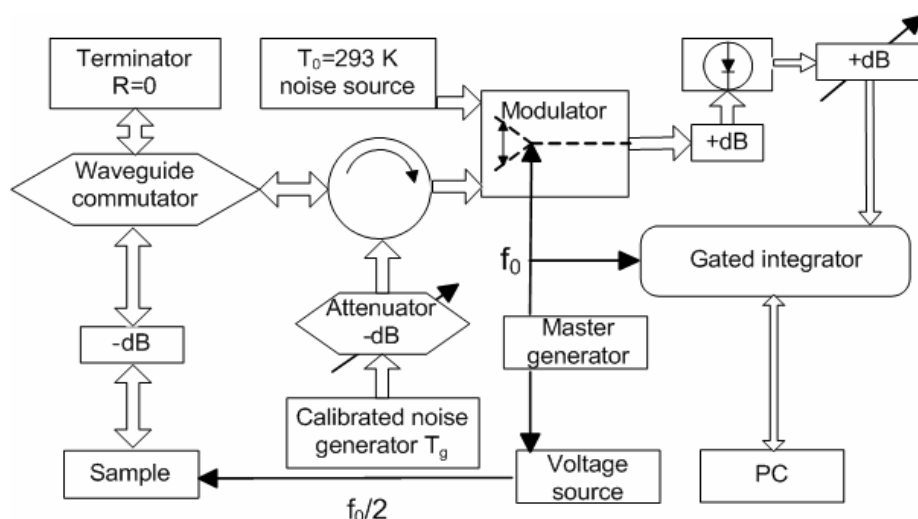 Terminator
R=0
T₀=293 K
noise source
Modulator
+dB
+dB
Waveguide
commutator
f₀
Gated integrator
Attenuator
-dB
-dB
Master
generator
Calibrated noise
generator T_g
Sample
Voltage
source
PC
f₀/2